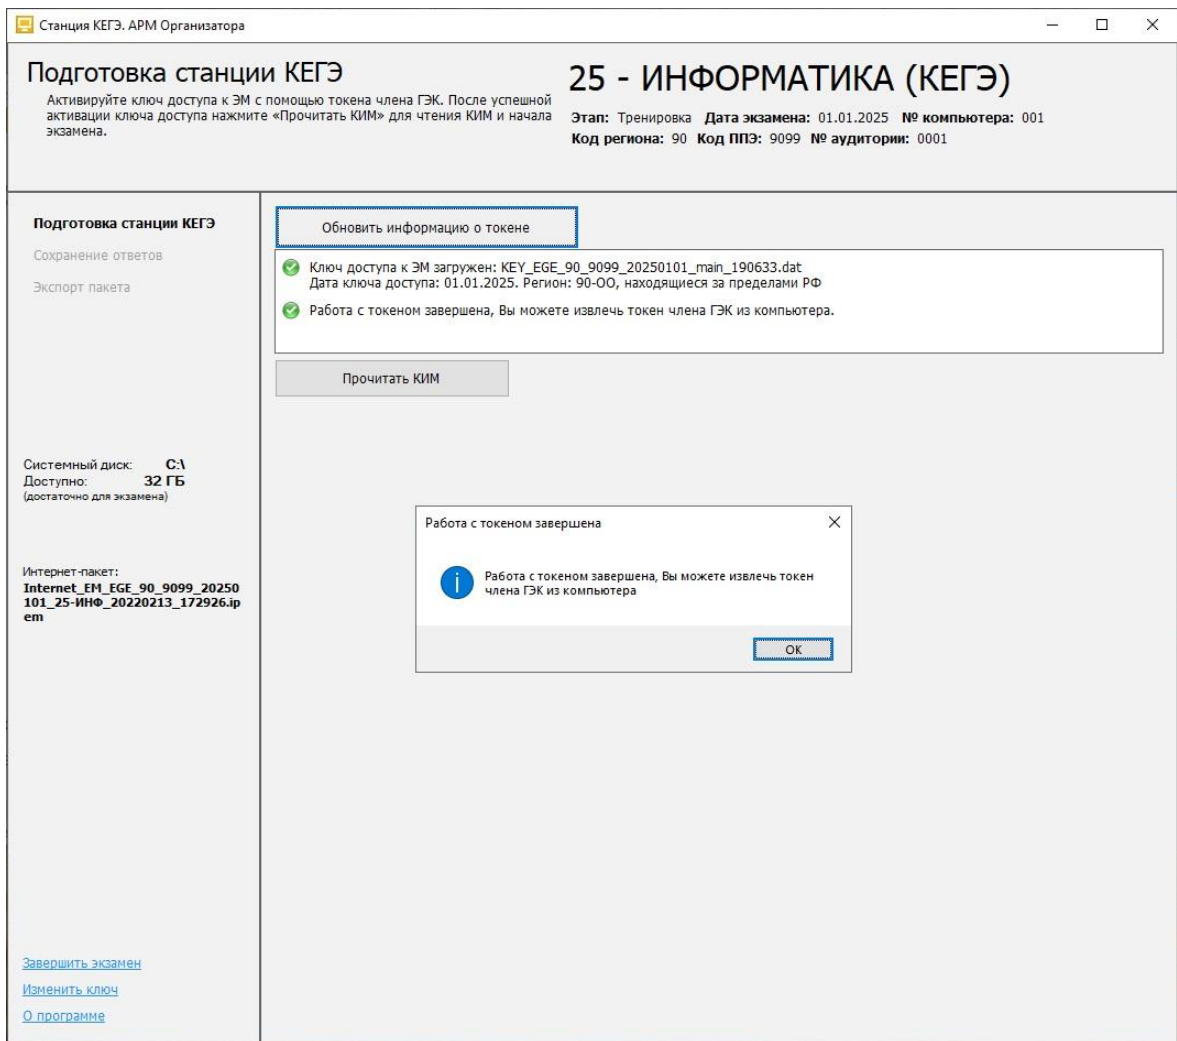 Станция КЕГЭ. АРМ Организатора
Подготовка станции КЕГЭ
Активируйте ключ доступа к ЭМ с помощью токена члена ГЭК. После успешной
активации ключа доступа нажмите «Прочитать КИМ» для чтения КИМ и начала
экзамена.
25 - ИНФОРМАТИКА (КЕГЭ)
Этап: Тренировка Дата экзамена: 01.01.2025 № компьютера: 001
Код региона: 90 Код ППЭ: 9099 № аудитории: 0001
Подготовка станции КЕГЭ
Сохранение ответов
Экспорт пакета
Обновить информацию о токене
Ключ доступа к ЭМ загружен: KEY_EGE_90_9099_20250101_main_190633.dat
Дата ключа доступа: 01.01.2025. Регион: 90-ОО, находящиеся за пределами РФ
Работа с токеном завершена, Вы можете извлечь токен члена ГЭК из компьютера.
Прочитать КИМ
Системный диск: C:\
Доступно: 32 ГБ
(достаточно для экзамена)
Интернет-пакет:
Internet_EM_EGE_90_9099_20250
101_25-ИНФ_20220213_172926.ip
em
Работа с токеном завершена
Работа с токеном завершена, Вы можете извлечь токен
члена ГЭК из компьютера
ОК
Завершить экзамен
Изменить ключ
О программе